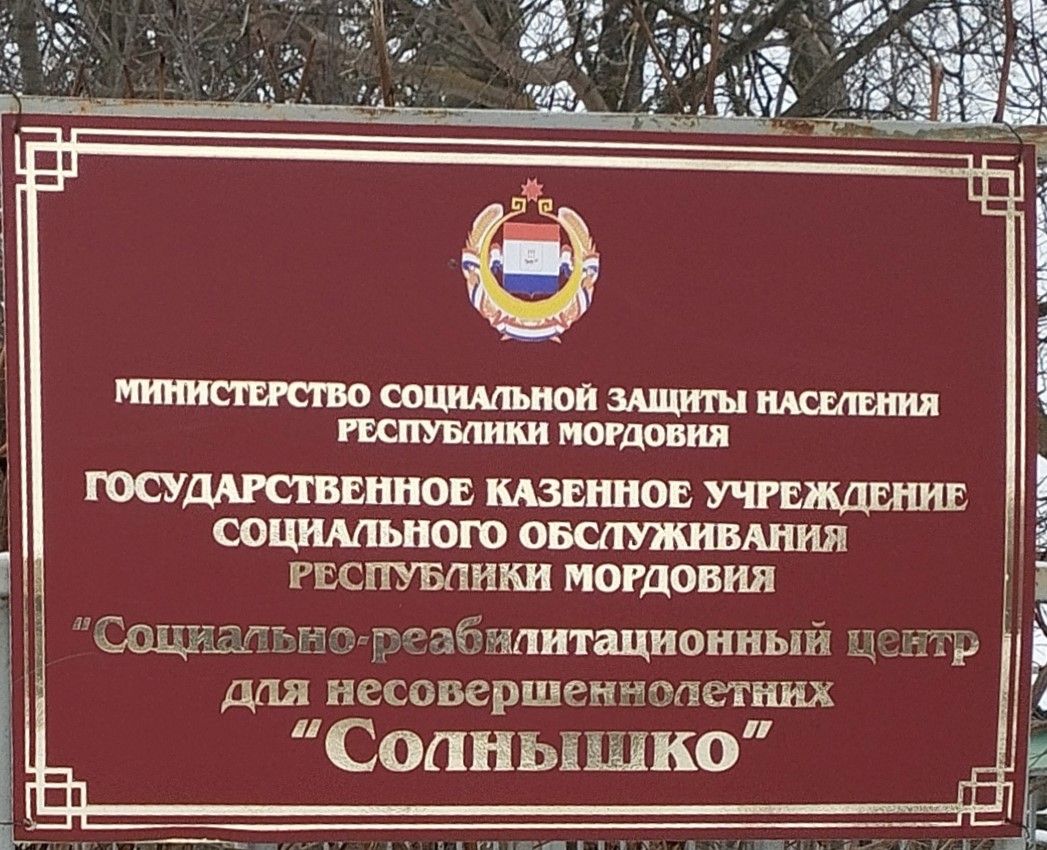 МИНИСТЕРСТВО СОЦИАЛЬНОЙ ЗАЩИТЫ НАСЕЛЕНИЯ
РЕСПУБЛИКИ МОРДОВИЯ
ГОСУДАРСТВЕННОЕ КАЗЕННОЕ УЧРЕЖДЕНИЕ
СОЦИАЛЬНОГО ОБСЛУЖИВАНИЯ
РЕСПУБЛИКИ МОРДОВИЯ
"Социально-реабилитационный центр
для несовершеннолетних
"Солнышко"